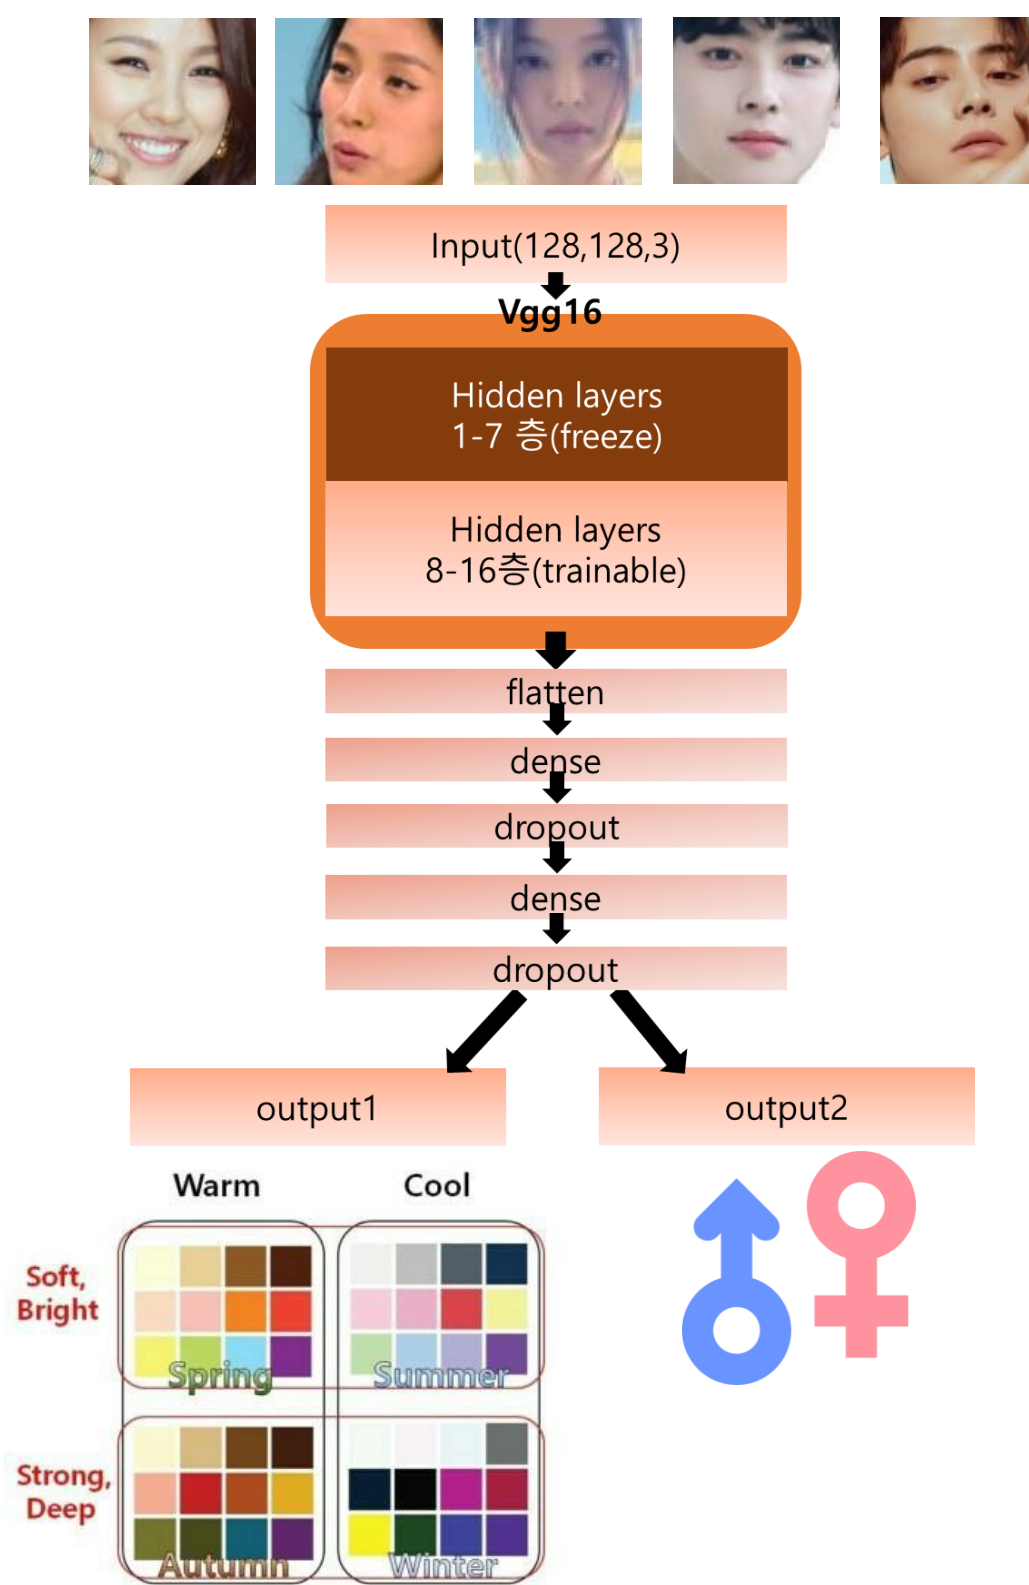 Input(128,128,3)
Vgg16
Hidden layers
1-7 층(freeze)
Hidden layers
8-16층(trainable)
flatten
dense
dropout
dense
dropout
output1
output2
Warm
Cool
Soft,
Bright
Spring
Summer
Strong,
Deep
Autumn
Winter